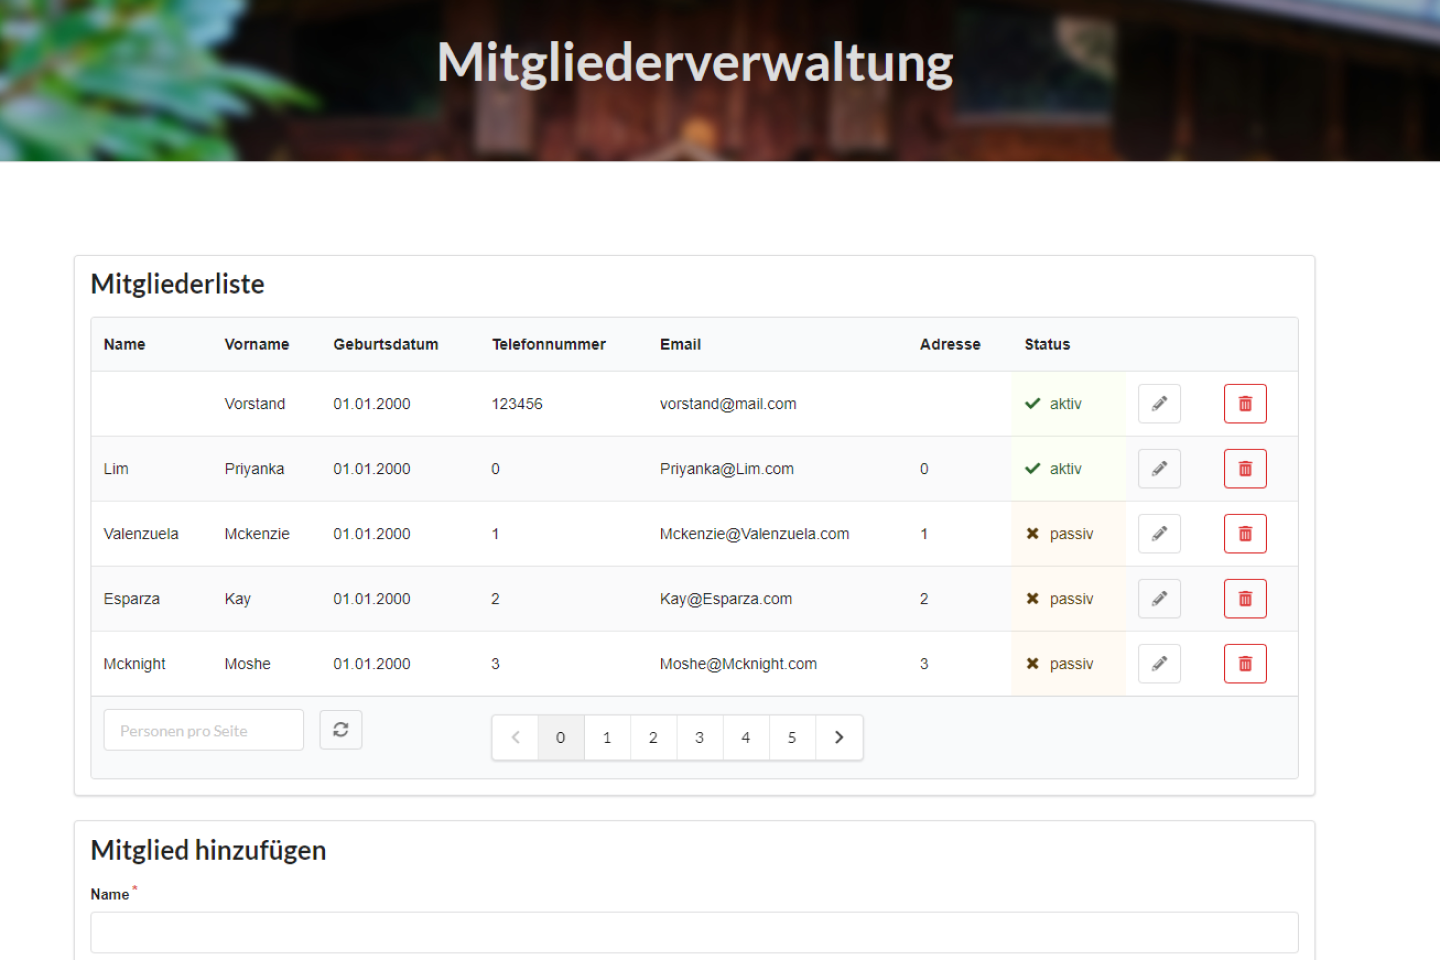 Mitgliederverwaltung
Mitgliederliste
Name Vorname Geburtsdatum Telefonnummer Email Adresse Status
Vorstand 01.01.2000 123456 vorstand@mail.com aktiv
Lim Priyanka 01.01.2000 0 Priyanka@Lim.com 0 aktiv
Valenzuela Mckenzie 01.01.2000 1 Mckenzie@Valenzuela.com 1 passiv
Esparza Kay 01.01.2000 2 Kay@Esparza.com 2 passiv
Mcknight Moshe 01.01.2000 3 Moshe@Mcknight.com 3 passiv
Personen pro Seite 0 1 2 3 4 5
Mitglied hinzufügen
Name *